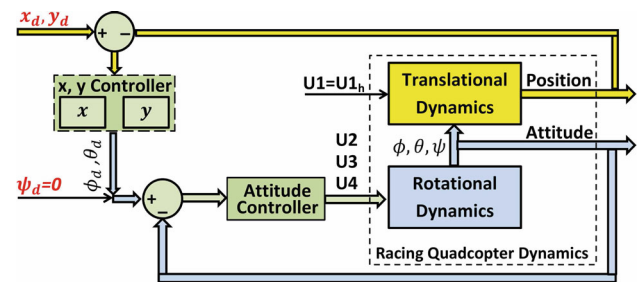 x_d, y_d
+
−
x, y Controller
x
y
U1=U1_h
Translational
Dynamics
Position
Attitude
ϕ, θ, ψ
ϕ_d, θ_d
ψ_d=0
+
−
Attitude
Controller
U2
U3
U4
Rotational
Dynamics
Racing Quadcopter Dynamics